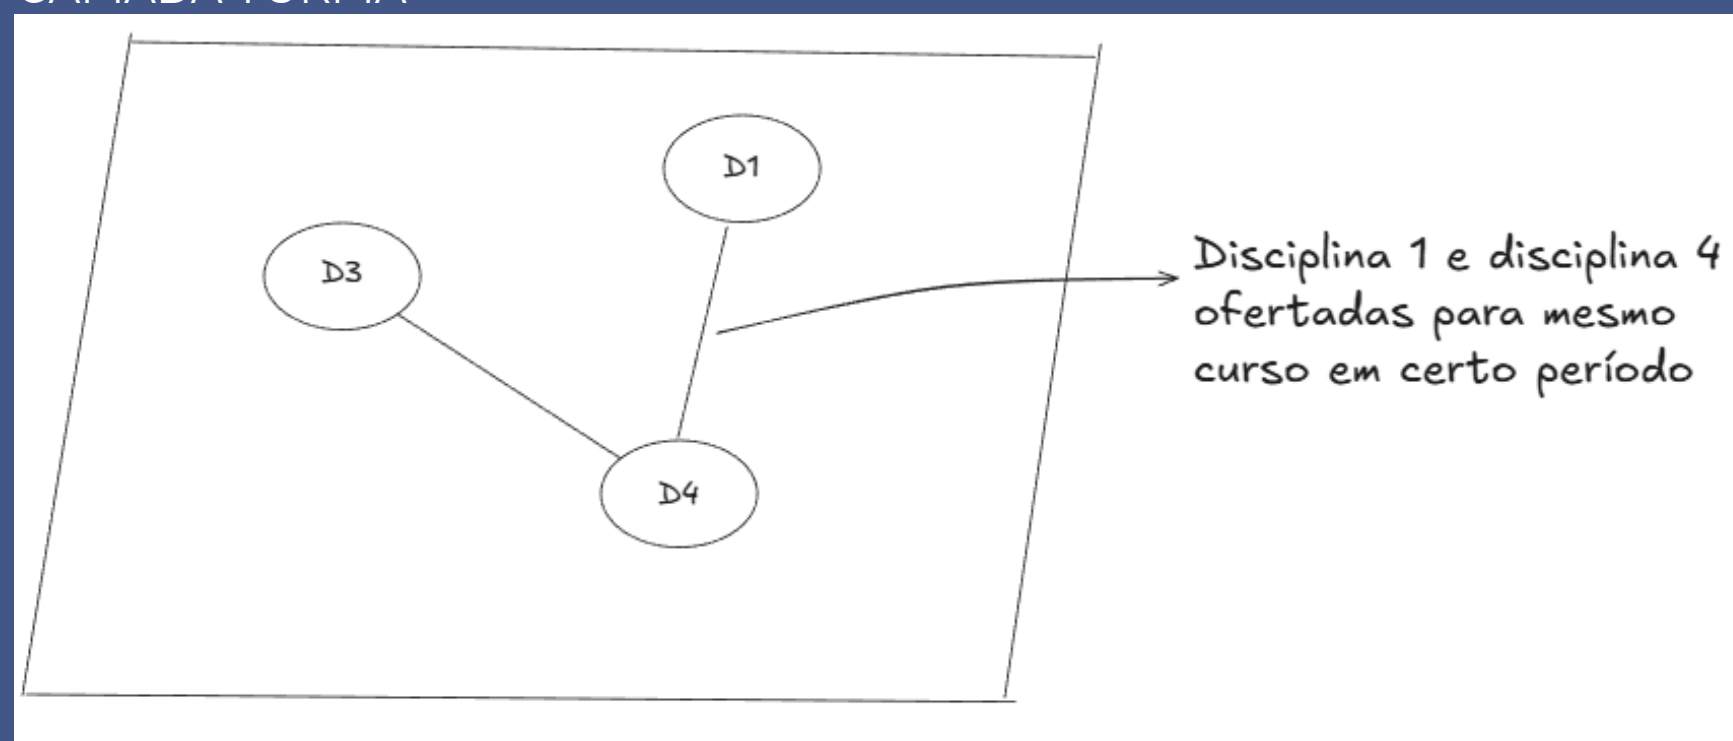 D1
D3
D4
Disciplina 1 e disciplina 4
ofertadas para mesmo
curso em certo período